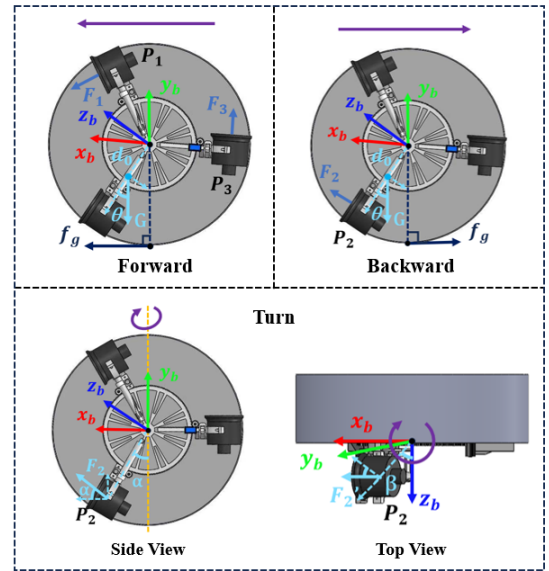 P1
F1
F3
yb
zb
xb
d0
P3
θ
G
fg
Forward
yb
zb
xb
d0
F2
θ
G
P2
fg
Backward
Turn
yb
zb
xb
α
F2
α
P2
Side View
xb
yb
β
F2
P2
zb
Top View